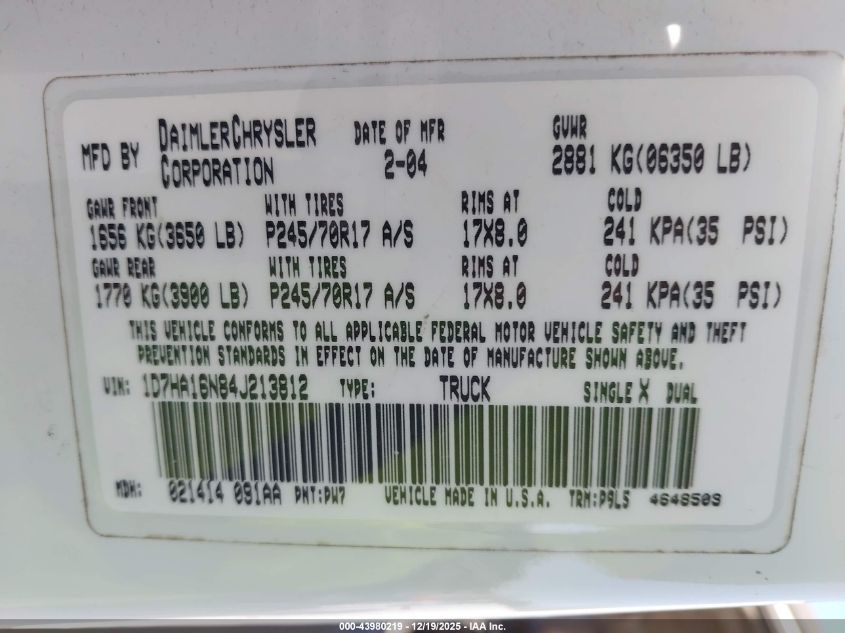 MFD BY DAIMLERCHRYSLER CORPORATION DATE OF MFR 2-04 GVWR 2881 KG(06350 LB)
GAWR FRONT WITH TIRES RIMS AT COLD
1656 KG(3650 LB) P245/70R17 A/S 17X8.0 241 KPA(35 PSI)
GAWR REAR WITH TIRES RIMS AT COLD
1770 KG(3900 LB) P245/70R17 A/S 17X8.0 241 KPA(35 PSI)
THIS VEHICLE CONFORMS TO ALL APPLICABLE FEDERAL MOTOR VEHICLE SAFETY AND THEFT
PREVENTION STANDARDS IN EFFECT ON THE DATE OF MANUFACTURE SHOWN ABOVE.
VIN: 1D7HA16N84J213812 TYPE: TRUCK SINGLE X DUAL
MDH: 021414 091AA PNT:PW7 VEHICLE MADE IN U.S.A. TRM:P9L5 4648509
000-43980219 - 12/19/2025 - IAA Inc.